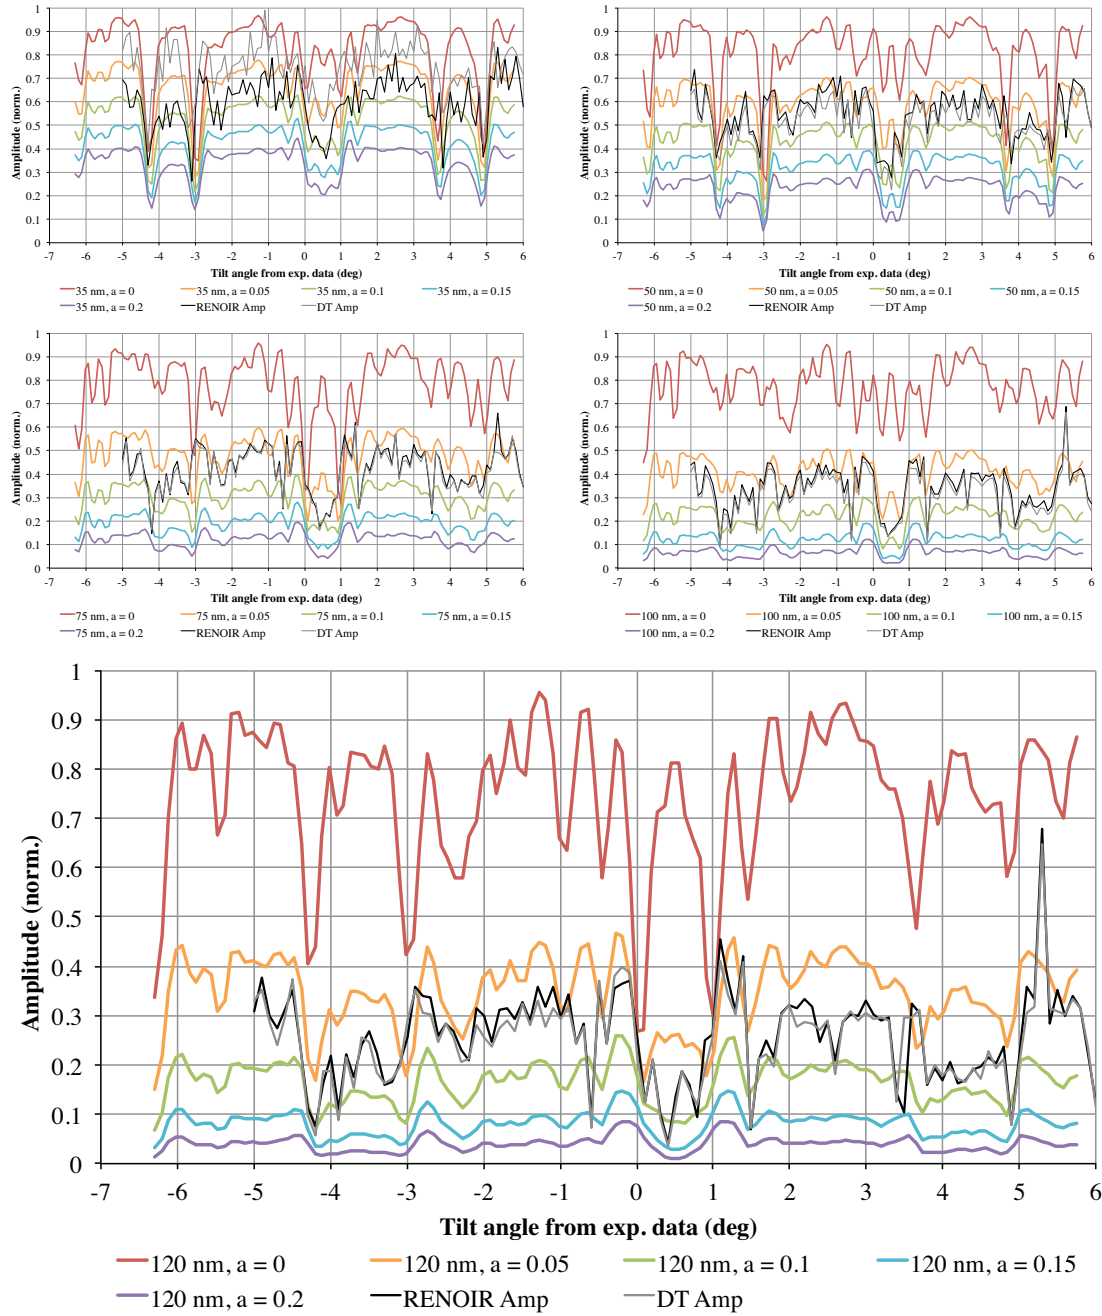 1
0.9
0.8
0.7
0.6
0.5
0.4
0.3
0.2
0.1
0
Amplitude (norm.)
-7 -6 -5 -4 -3 -2 -1 0 1 2 3 4 5 6
Tilt angle from exp. data (deg)
35 nm, a = 0 35 nm, a = 0.05 35 nm, a = 0.1 35 nm, a = 0.15
35 nm, a = 0.2 RENOIR Amp DT Amp
1
0.9
0.8
0.7
0.6
0.5
0.4
0.3
0.2
0.1
0
Amplitude (norm.)
-7 -6 -5 -4 -3 -2 -1 0 1 2 3 4 5 6
Tilt angle from exp. data (deg)
50 nm, a = 0 50 nm, a = 0.05 50 nm, a = 0.1 50 nm, a = 0.15
50 nm, a = 0.2 RENOIR Amp DT Amp
1
0.9
0.8
0.7
0.6
0.5
0.4
0.3
0.2
0.1
0
Amplitude (norm.)
-7 -6 -5 -4 -3 -2 -1 0 1 2 3 4 5 6
Tilt angle from exp. data (deg)
75 nm, a = 0 75 nm, a = 0.05 75 nm, a = 0.1 75 nm, a = 0.15
75 nm, a = 0.2 RENOIR Amp DT Amp
1
0.9
0.8
0.7
0.6
0.5
0.4
0.3
0.2
0.1
0
Amplitude (norm.)
-7 -6 -5 -4 -3 -2 -1 0 1 2 3 4 5 6
Tilt angle from exp. data (deg)
100 nm, a = 0 100 nm, a = 0.05 100 nm, a = 0.1 100 nm, a = 0.15
100 nm, a = 0.2 RENOIR Amp DT Amp
1
0.9
0.8
0.7
0.6
0.5
0.4
0.3
0.2
0.1
0
Amplitude (norm.)
-7 -6 -5 -4 -3 -2 -1 0 1 2 3 4 5 6
Tilt angle from exp. data (deg)
120 nm, a = 0 120 nm, a = 0.05 120 nm, a = 0.1 120 nm, a = 0.15
120 nm, a = 0.2 RENOIR Amp DT Amp